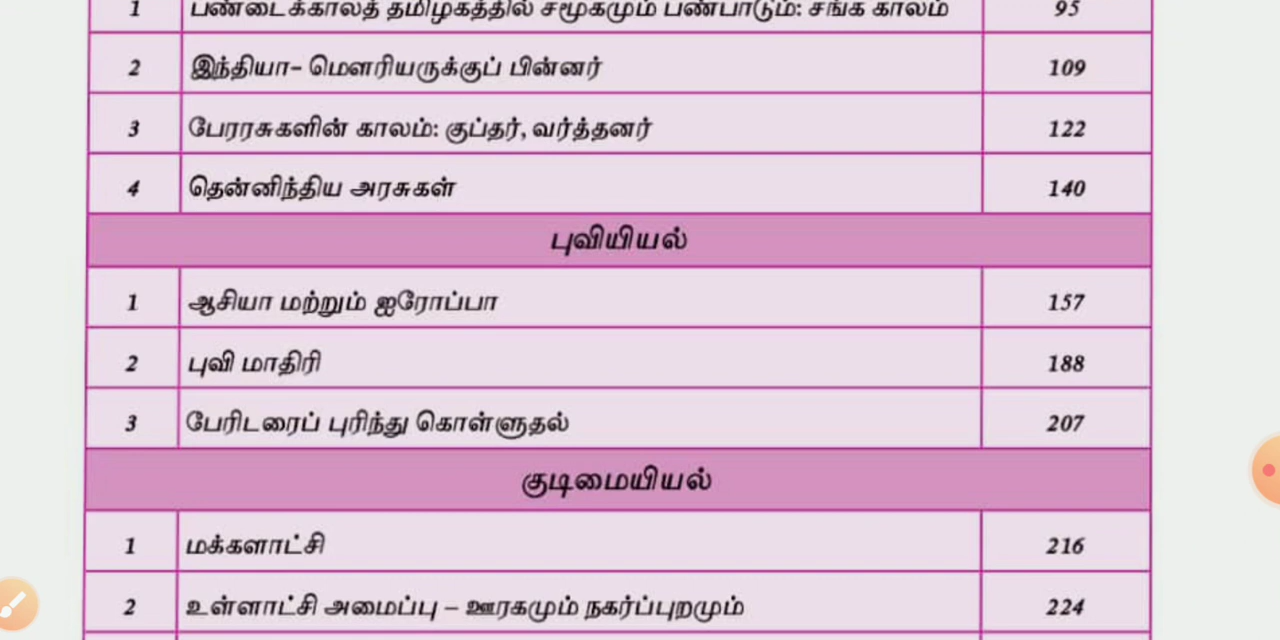 1 பண்டைக்காலத் தமிழகத்தில் சமூகமும் பண்பாடும்: சங்க காலம் 95
2 இந்தியா– மௌரியருக்குப் பின்னர் 109
3 பேரரசுகளின் காலம்: குப்தர், வர்த்தனர் 122
4 தென்னிந்திய அரசுகள் 140
புவியியல்
1 ஆசியா மற்றும் ஐரோப்பா 157
2 புவி மாதிரி 188
3 பேரிடரைப் புரிந்து கொள்ளுதல் 207
குடிமையியல்
1 மக்களாட்சி 216
2 உள்ளாட்சி அமைப்பு – ஊரகமும் நகர்ப்புறமும் 224